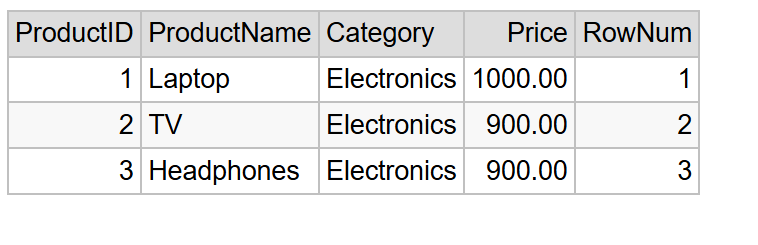 ProductID ProductName Category Price RowNum
1 Laptop Electronics 1000.00 1
2 TV Electronics 900.00 2
3 Headphones Electronics 900.00 3